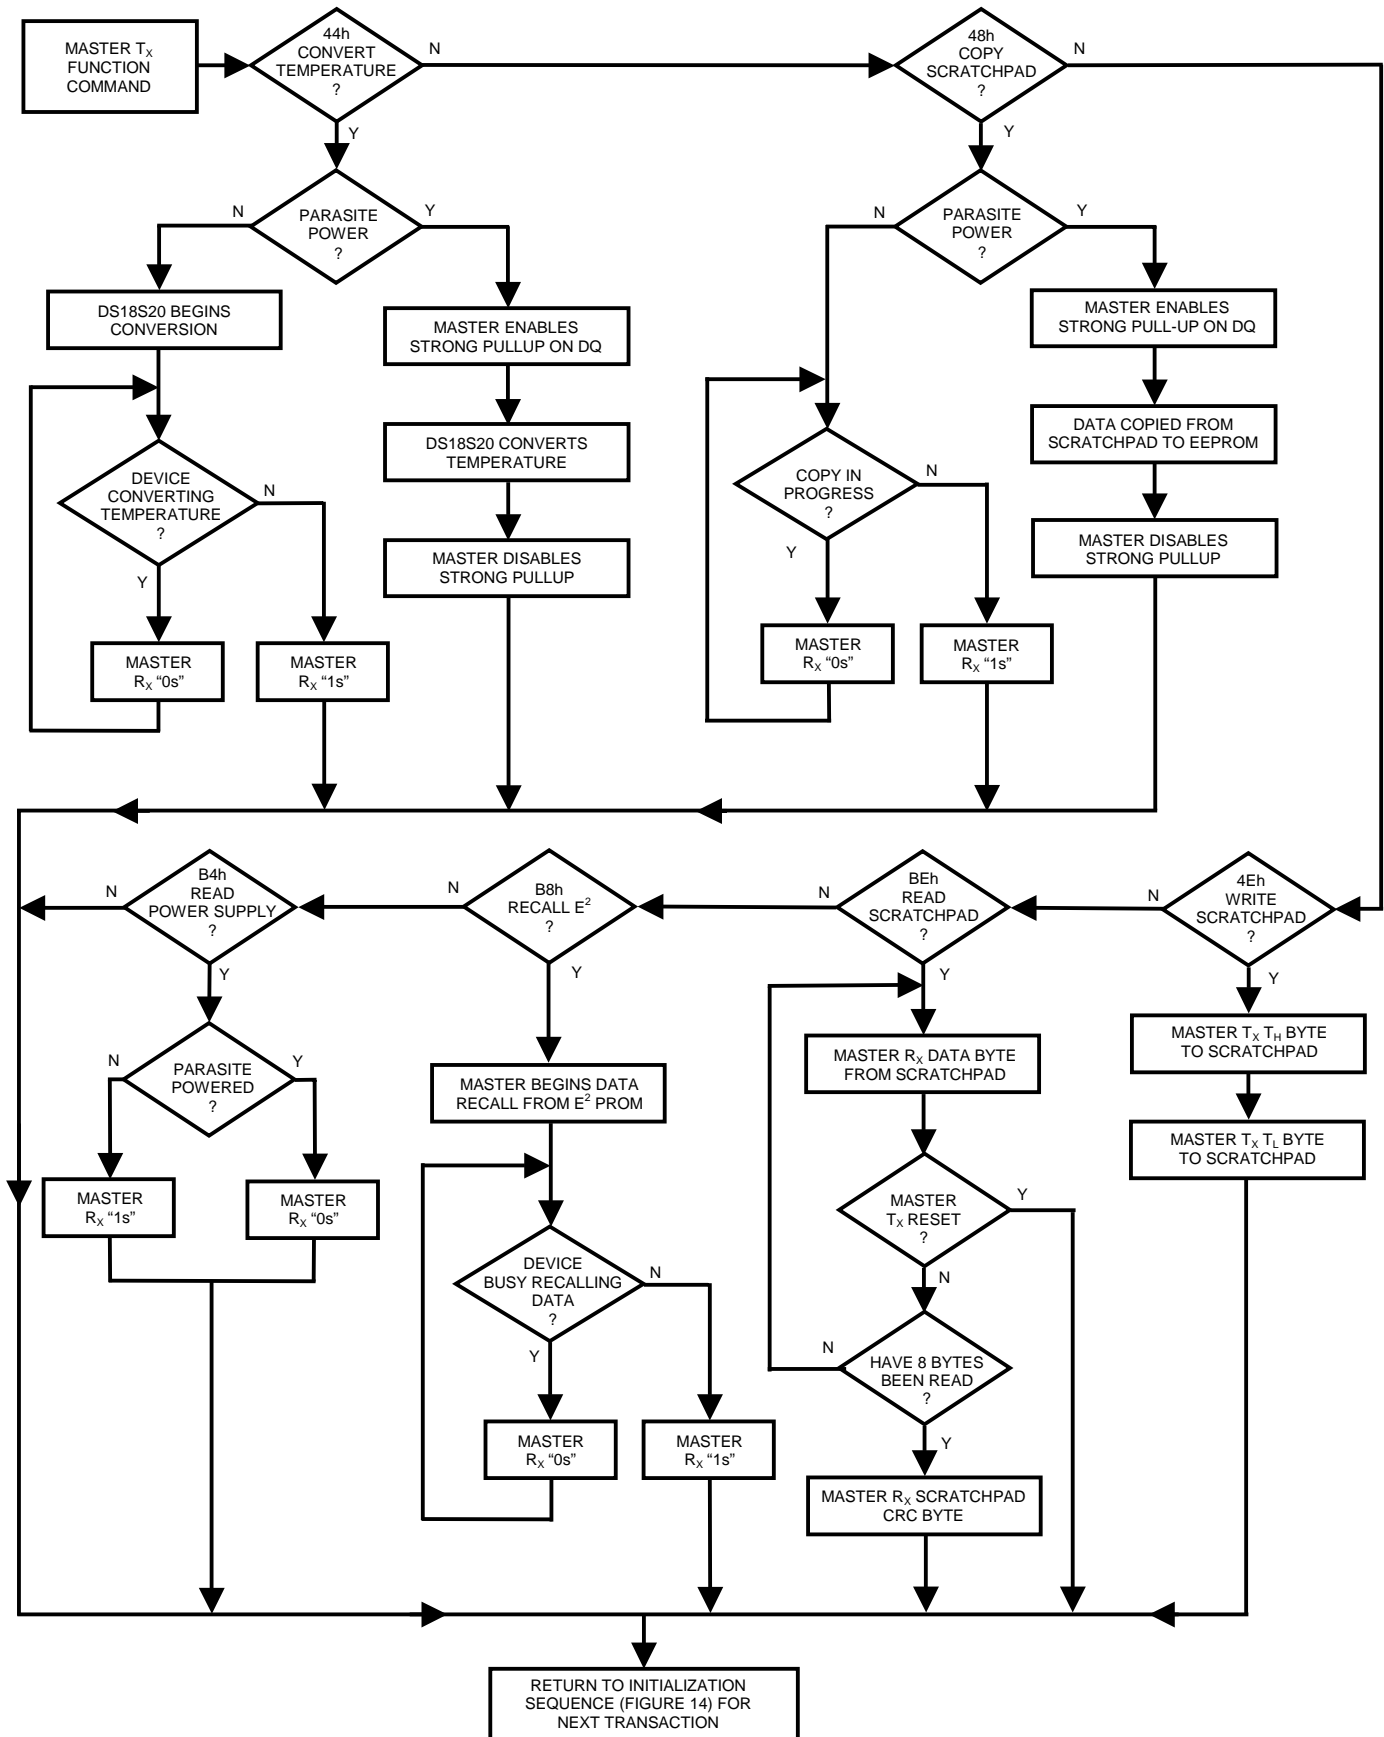 MASTER TX
FUNCTION
COMMAND
44h
CONVERT
TEMPERATURE
?
N
Y
48h
COPY
SCRATCHPAD
?
N
Y
PARASITE
POWER
?
N
Y
PARASITE
POWER
?
N
Y
DS18S20 BEGINS
CONVERSION
MASTER ENABLES
STRONG PULLUP ON DQ
MASTER ENABLES
STRONG PULL-UP ON DQ
DS18S20 CONVERTS
TEMPERATURE
DATA COPIED FROM
SCRATCHPAD TO EEPROM
DEVICE
CONVERTING
TEMPERATURE
?
N
Y
COPY IN
PROGRESS
?
N
Y
MASTER DISABLES
STRONG PULLUP
MASTER DISABLES
STRONG PULLUP
MASTER
RX “0s”
MASTER
RX “1s”
MASTER
RX “0s”
MASTER
RX “1s”
B4h
READ
POWER SUPPLY
?
N
Y
B8h
RECALL E2
?
N
Y
BEh
READ
SCRATCHPAD
?
N
Y
4Eh
WRITE
SCRATCHPAD
?
N
Y
PARASITE
POWERED
?
N
Y
MASTER BEGINS DATA
RECALL FROM E2 PROM
MASTER RX DATA BYTE
FROM SCRATCHPAD
MASTER TX TH BYTE
TO SCRATCHPAD
MASTER TX TL BYTE
TO SCRATCHPAD
MASTER
RX “1s”
MASTER
RX “0s”
MASTER
TX RESET
?
Y
N
DEVICE
BUSY RECALLING
DATA
?
N
Y
HAVE 8 BYTES
BEEN READ
?
N
Y
MASTER
RX “0s”
MASTER
RX “1s”
MASTER RX SCRATCHPAD
CRC BYTE
RETURN TO INITIALIZATION
SEQUENCE (FIGURE 14) FOR
NEXT TRANSACTION